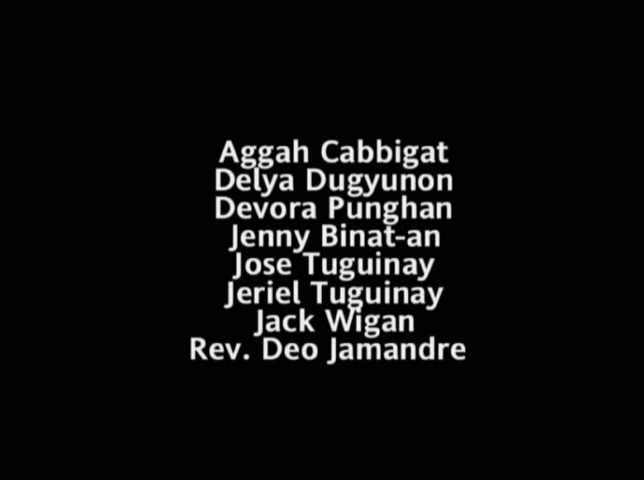 Aggah Cabbigat
Delya Dugyunon
Devora Punghan
Jenny Binat-an
Jose Tuguinay
Jeriel Tuguinay
Jack Wigan
Rev. Deo Jamandre